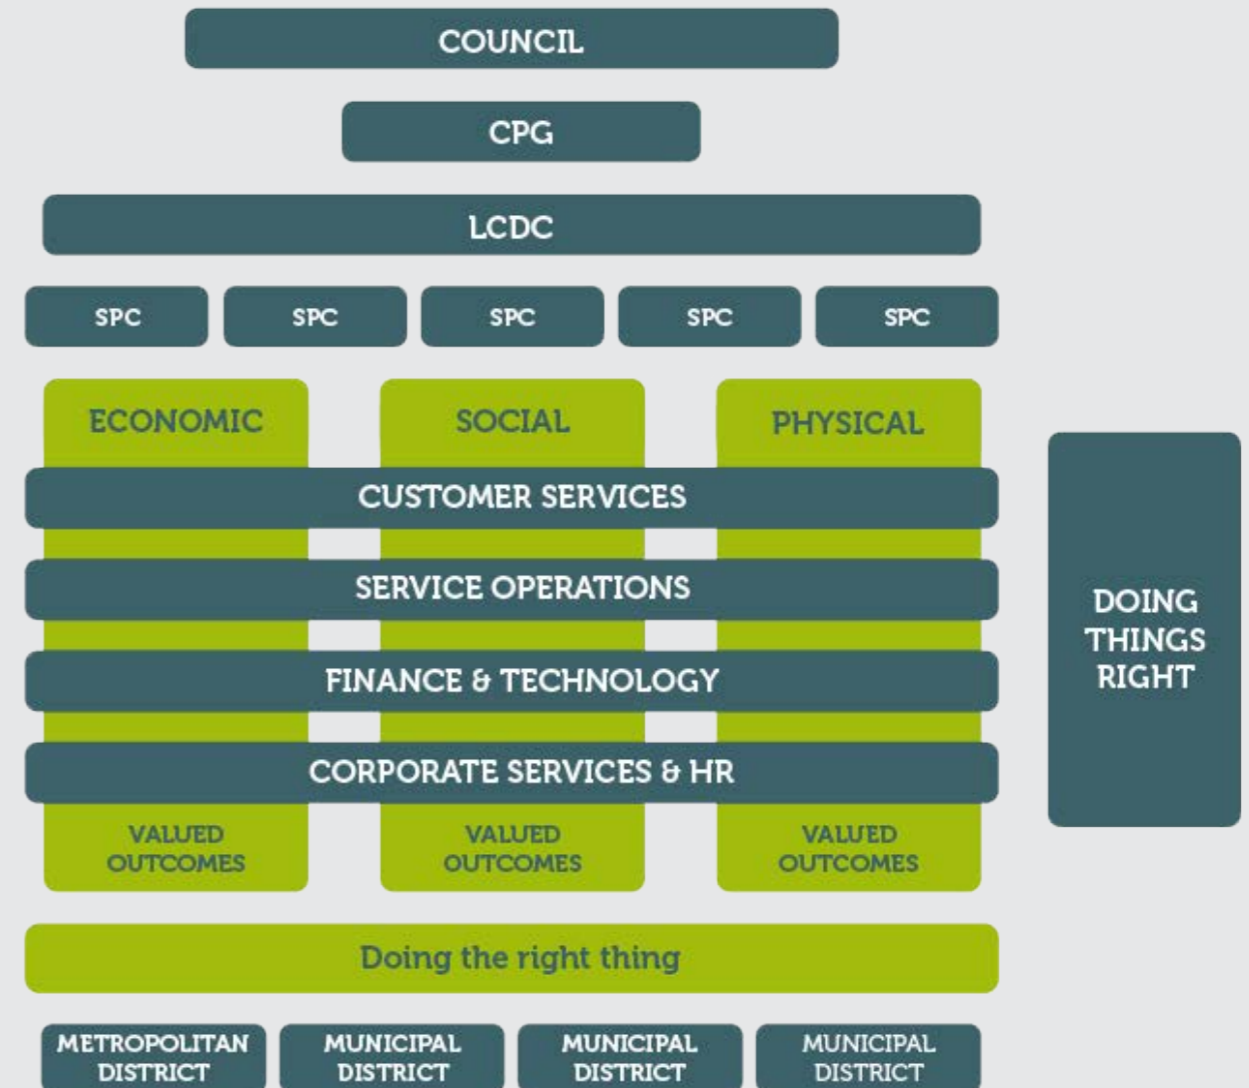 COUNCIL
CPG
LCDC
SPC SPC SPC SPC SPC
ECONOMIC SOCIAL PHYSICAL
CUSTOMER SERVICES
SERVICE OPERATIONS
FINANCE & TECHNOLOGY
CORPORATE SERVICES & HR
VALUED
OUTCOMES
VALUED
OUTCOMES
VALUED
OUTCOMES
DOING
THINGS
RIGHT
Doing the right thing
METROPOLITAN
DISTRICT
MUNICIPAL
DISTRICT
MUNICIPAL
DISTRICT
MUNICIPAL
DISTRICT